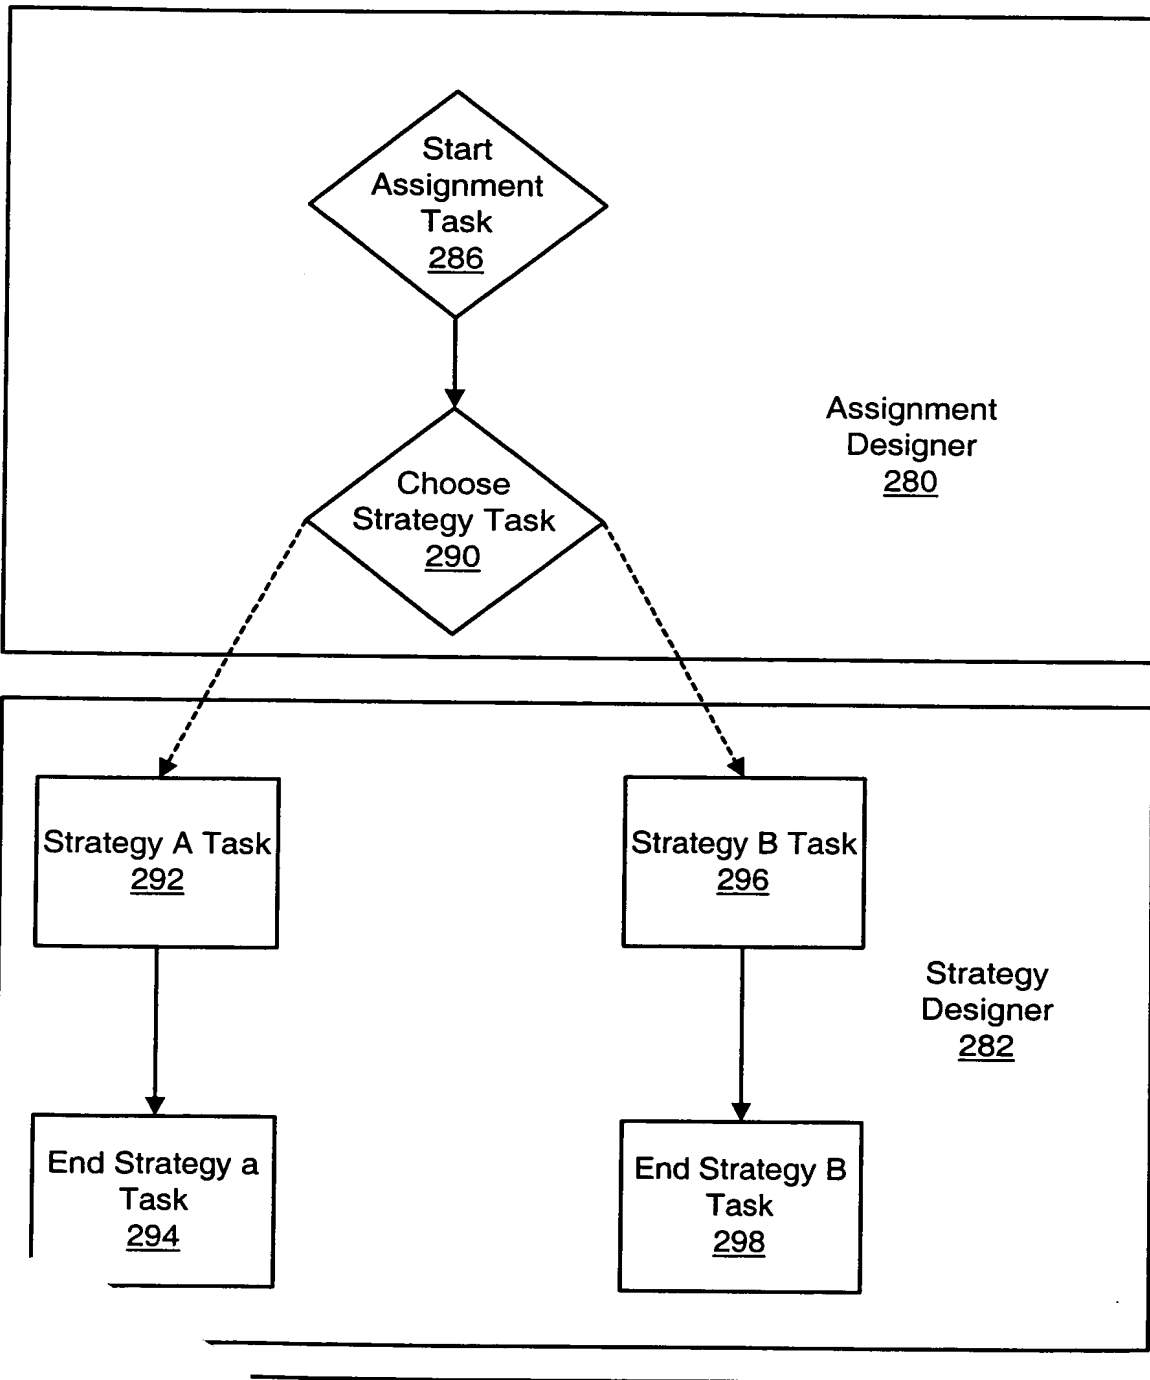 Start
Assignment
Task
286
Choose
Strategy Task
290
Assignment
Designer
280
Strategy A Task
292
Strategy B Task
296
Strategy
Designer
282
End Strategy a
Task
294
End Strategy B
Task
298